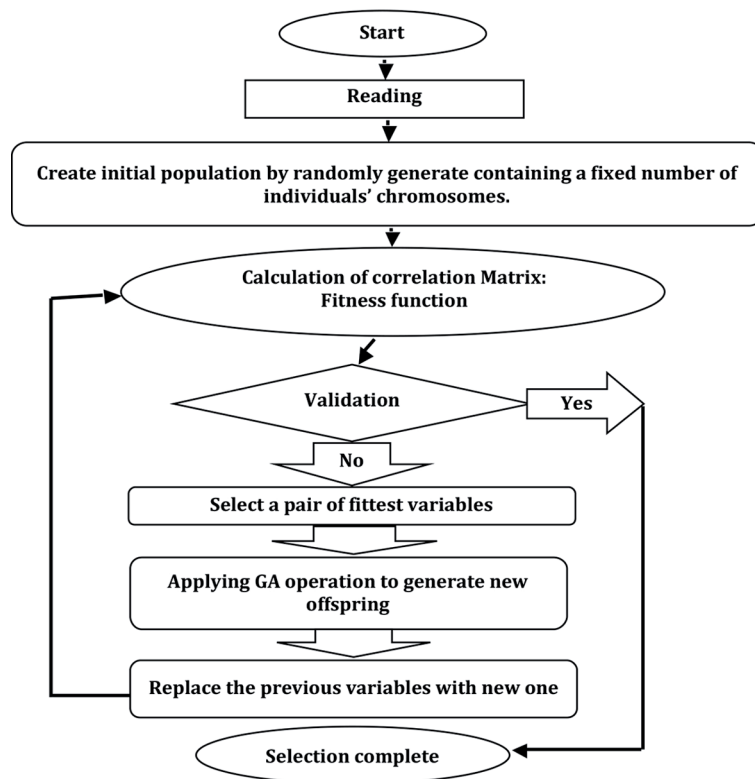 Start
Reading
Create initial population by randomly generate containing a fixed number of
individuals’ chromosomes.
Calculation of correlation Matrix:
Fitness function
Validation
Yes
No
Select a pair of fittest variables
Applying GA operation to generate new
offspring
Replace the previous variables with new one
Selection complete